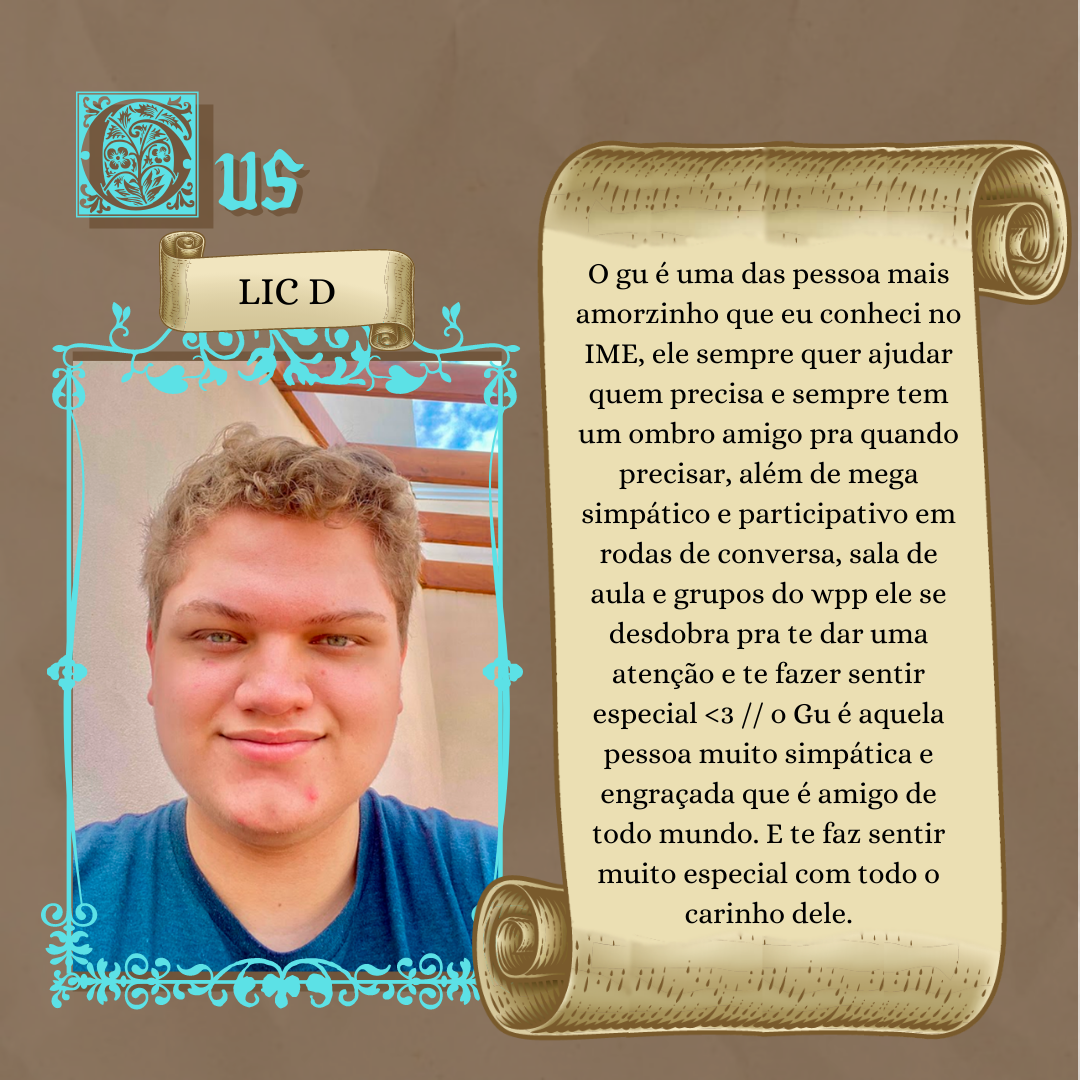 Gus
LIC D
O gu é uma das pessoa mais
amorzinho que eu conheci no
IME, ele sempre quer ajudar
quem precisa e sempre tem
um ombro amigo pra quando
precisar, além de mega
simpático e participativo em
rodas de conversa, sala de
aula e grupos do wpp ele se
desdobra pra te dar uma
atenção e te fazer sentir
especial <3 // o Gu é aquela
pessoa muito simpática e
engraçada que é amigo de
todo mundo. E te faz sentir
muito especial com todo o
carinho dele.